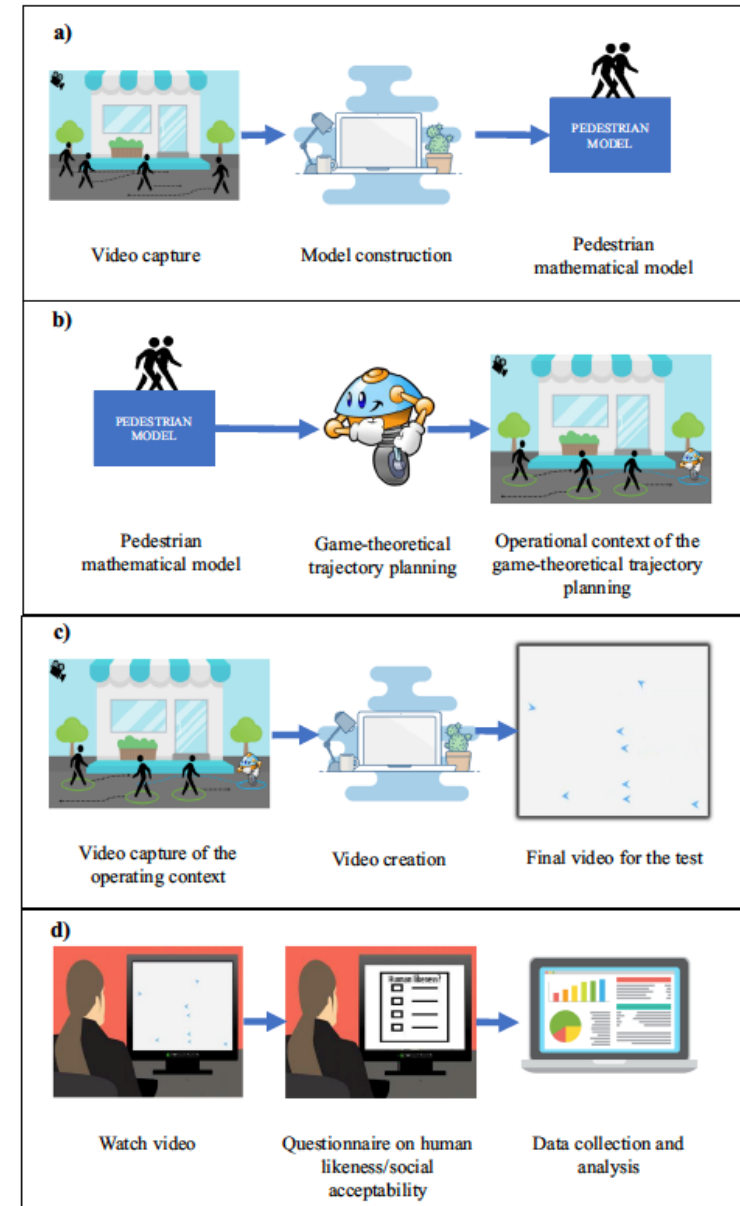 a)
PEDESTRIAN
MODEL
Video capture
Model construction
Pedestrian
mathematical model
b)
PEDESTRIAN
MODEL
Pedestrian
mathematical model
Game-theoretical
trajectory planning
Operational context of the
game-theoretical trajectory
planning
c)
Video capture of the
operating context
Video creation
Final video for the test
d)
Human likeness?
Watch video
Questionnaire on human
likeness/social
acceptability
Data collection and
analysis